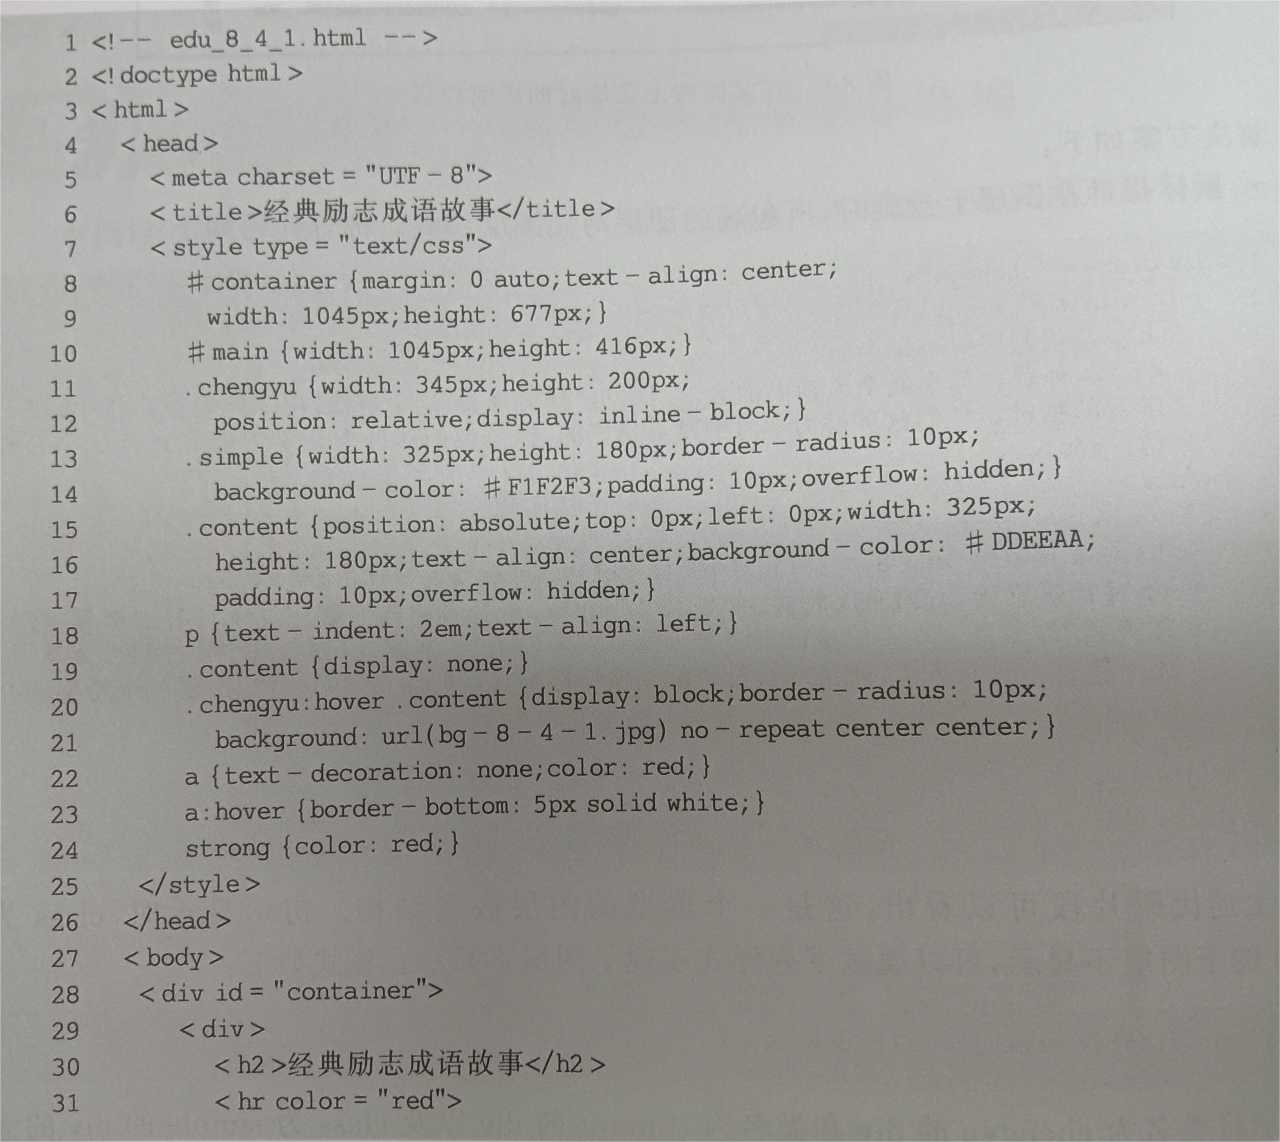 1 <!-- edu_8_4_1.html -->
2 <!doctype html>
3 <html>
4 <head>
5 <meta charset="UTF-8">
6 <title>经典励志成语故事</title>
7 <style type="text/css">
8 #container {margin: 0 auto;text-align: center;
9 width: 1045px;height: 677px;}
10 #main {width: 1045px;height: 416px;}
11 .chengyu {width: 345px;height: 200px;
12 position: relative;display: inline-block;}
13 .simple {width: 325px;height: 180px;border-radius: 10px;
14 background-color: #F1F2F3;padding: 10px;overflow: hidden;}
15 .content {position: absolute;top: 0px;left: 0px;width: 325px;
16 height: 180px;text-align: center;background-color: #DDEEAA;
17 padding: 10px;overflow: hidden;}
18 p {text-indent: 2em;text-align: left;}
19 .content {display: none;}
20 .chengyu:hover .content {display: block;border-radius: 10px;
21 background: url(bg-8-4-1.jpg) no-repeat center center;}
22 a {text-decoration: none;color: red;}
23 a:hover {border-bottom: 5px solid white;}
24 strong {color: red;}
25 </style>
26 </head>
27 <body>
28 <div id="container">
29 <div>
30 <h2>经典励志成语故事</h2>
31 <hr color="red">